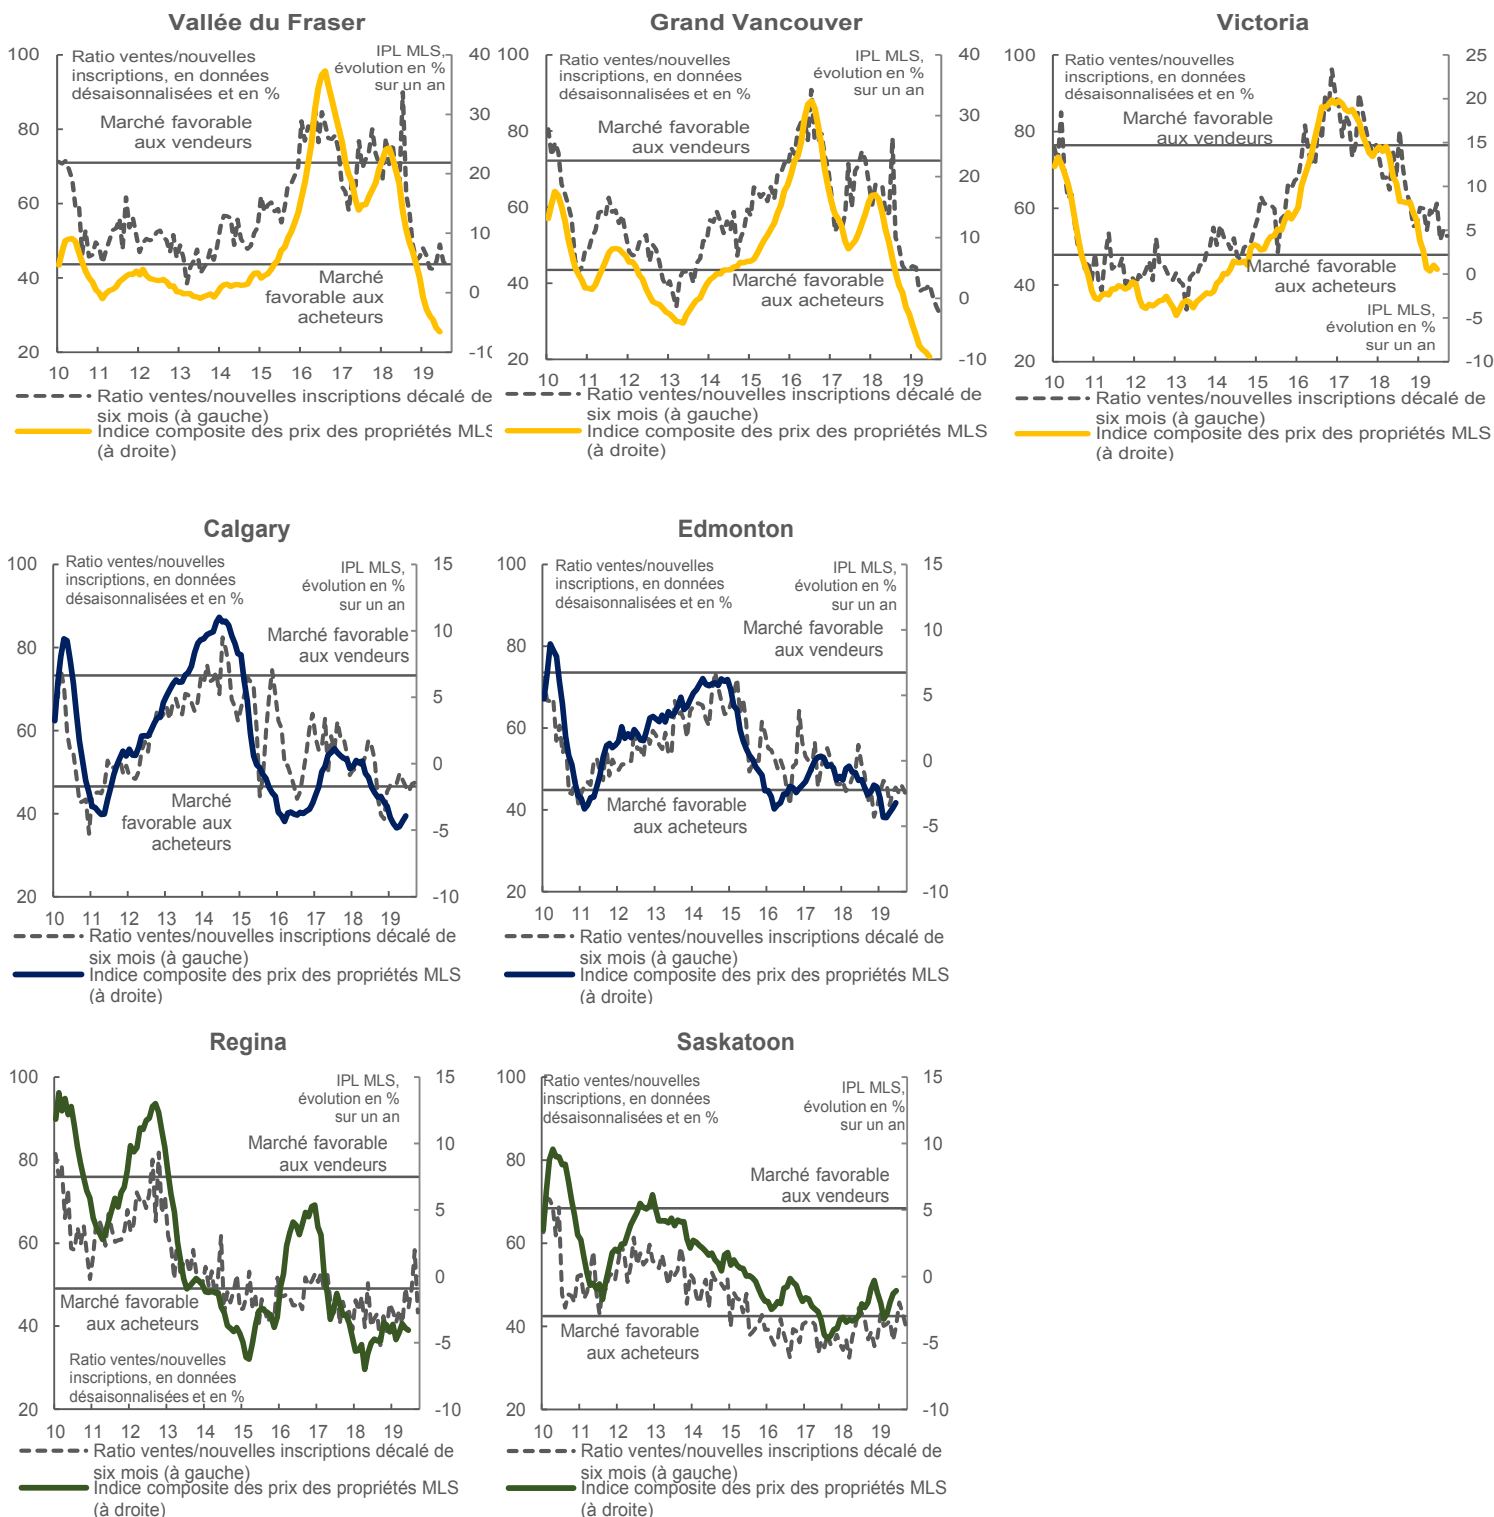 Vallée du Fraser
100
80
60
40
20
Ratio ventes/nouvelles
inscriptions, en données
désaisonnalisées et en %
IPL MLS,
évolution en %
sur un an
40
30
20
10
0
-10
Marché favorable
aux vendeurs
Marché
favorable aux
acheteurs
10 11 12 13 14 15 16 17 18 19
Ratio ventes/nouvelles inscriptions décalé de
six mois (à gauche)
Indice composite des prix des propriétés MLS
(à droite)
Grand Vancouver
100
80
60
40
20
Ratio ventes/nouvelles
inscriptions, en données
désaisonnalisées et en %
IPL MLS,
évolution en %
sur un an
40
30
20
10
0
-10
Marché favorable
aux vendeurs
Marché favorable
aux acheteurs
10 11 12 13 14 15 16 17 18 19
Ratio ventes/nouvelles inscriptions décalé de
six mois (à gauche)
Indice composite des prix des propriétés MLS
(à droite)
Victoria
100
80
60
40
20
Ratio ventes/nouvelles
inscriptions, en données
désaisonnalisées et en %
25
20
15
10
5
0
-5
-10
Marché favorable
aux vendeurs
Marché favorable
aux acheteurs
IPL MLS,
évolution en %
sur un an
10 11 12 13 14 15 16 17 18 19
Ratio ventes/nouvelles inscriptions décalé de
six mois (à gauche)
Indice composite des prix des propriétés MLS
(à droite)
Calgary
100
80
60
40
20
Ratio ventes/nouvelles
inscriptions, en données
désaisonnalisées et en %
IPL MLS,
évolution en %
sur un an
15
10
5
0
-5
-10
Marché favorable
aux vendeurs
Marché
favorable aux
acheteurs
10 11 12 13 14 15 16 17 18 19
Ratio ventes/nouvelles inscriptions décalé de
six mois (à gauche)
Indice composite des prix des propriétés MLS
(à droite)
Edmonton
100
80
60
40
20
Ratio ventes/nouvelles
inscriptions, en données
désaisonnalisées et en %
IPL MLS,
évolution en %
sur un an
15
10
5
0
-5
-10
Marché favorable
aux vendeurs
Marché favorable
aux acheteurs
10 11 12 13 14 15 16 17 18 19
Ratio ventes/nouvelles inscriptions décalé de
six mois (à gauche)
Indice composite des prix des propriétés MLS
(à droite)
Regina
100
80
60
40
20
IPL MLS,
évolution en %
sur un an
15
10
5
0
-5
-10
Marché favorable
aux vendeurs
Marché favorable
aux acheteurs
Ratio ventes/nouvelles
inscriptions, en données
désaisonnalisées et en %
10 11 12 13 14 15 16 17 18 19
Ratio ventes/nouvelles inscriptions décalé de
six mois (à gauche)
Indice composite des prix des propriétés MLS
(à droite)
Saskatoon
100
80
60
40
20
Ratio ventes/nouvelles
inscriptions, en données
désaisonnalisées et en %
IPL MLS,
évolution en %
sur un an
15
10
5
0
-5
-10
Marché favorable
aux vendeurs
Marché favorable
aux acheteurs
10 11 12 13 14 15 16 17 18 19
Ratio ventes/nouvelles inscriptions décalé de
six mois (à gauche)
Indice composite des prix des propriétés MLS
(à droite)